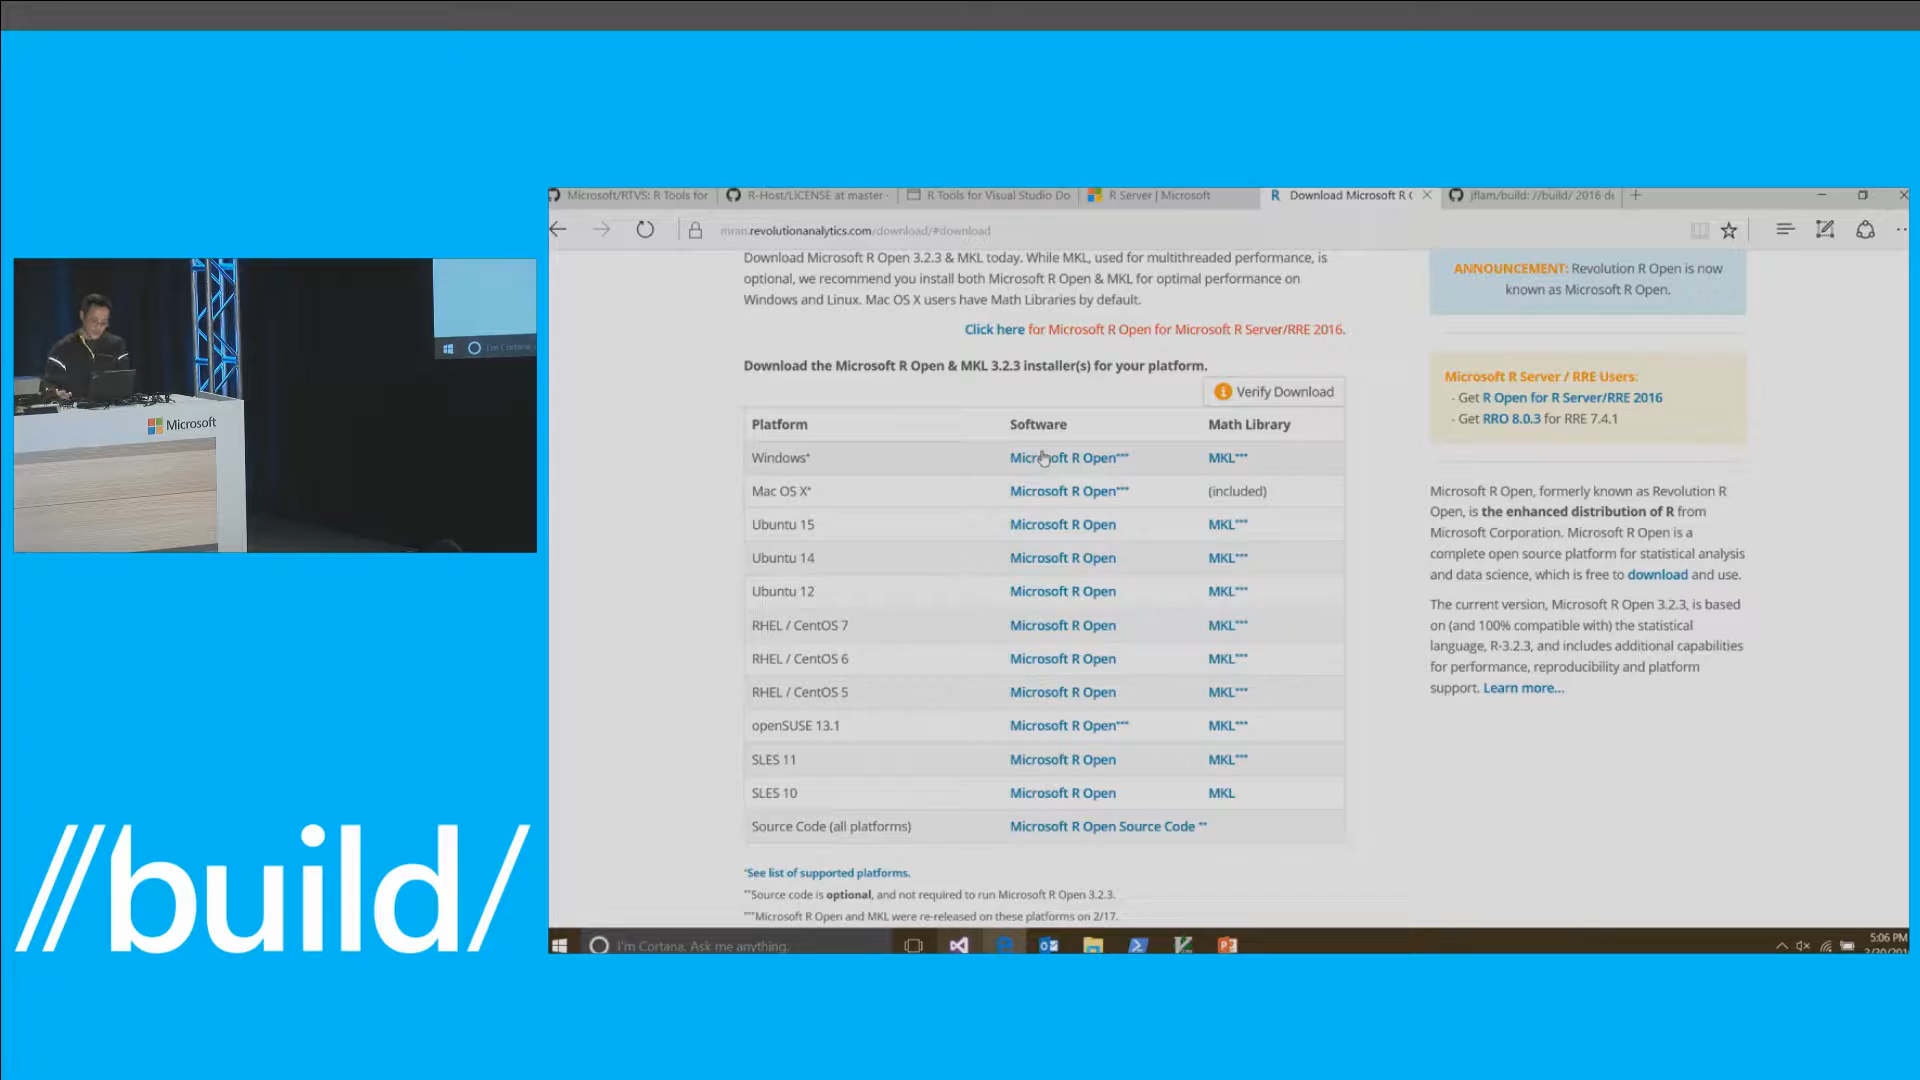 Microsoft/RTVS: R Tools for
R-Host/LICENSE at master ·
R Tools for Visual Studio Do
R Server | Microsoft
R Download Microsoft R (
jflam/build: //build/ 2016 d
mran.revolutionanalytics.com/download/#download
Download Microsoft R Open 3.2.3 & MKL today. While MKL, used for multithreaded performance, is
optional, we recommend you install both Microsoft R Open & MKL for optimal performance on
Windows and Linux. Mac OS X users have Math Libraries by default.
Click here for Microsoft R Open for Microsoft R Server/RRE 2016.
Download the Microsoft R Open & MKL 3.2.3 installer(s) for your platform.
Verify Download
Platform Software Math Library
Windows* Microsoft R Open*** MKL***
Mac OS X* Microsoft R Open*** (included)
Ubuntu 15 Microsoft R Open MKL***
Ubuntu 14 Microsoft R Open MKL***
Ubuntu 12 Microsoft R Open MKL***
RHEL / CentOS 7 Microsoft R Open MKL***
RHEL / CentOS 6 Microsoft R Open MKL***
RHEL / CentOS 5 Microsoft R Open MKL***
openSUSE 13.1 Microsoft R Open*** MKL***
SLES 11 Microsoft R Open MKL***
SLES 10 Microsoft R Open MKL
Source Code (all platforms) Microsoft R Open Source Code **
*See list of supported platforms.
**Source code is optional, and not required to run Microsoft R Open 3.2.3.
***Microsoft R Open and MKL were re-released on these platforms on 2/17.
ANNOUNCEMENT: Revolution R Open is now
known as Microsoft R Open.
Microsoft R Server / RRE Users:
- Get R Open for R Server/RRE 2016
- Get RRO 8.0.3 for RRE 7.4.1
Microsoft R Open, formerly known as Revolution R
Open, is the enhanced distribution of R from
Microsoft Corporation. Microsoft R Open is a
complete open source platform for statistical analysis
and data science, which is free to download and use.
The current version, Microsoft R Open 3.2.3, is based
on (and 100% compatible with) the statistical
language, R-3.2.3, and includes additional capabilities
for performance, reproducibility and platform
support. Learn more...
I'm Cortana. Ask me anything.
5:06 PM
Microsoft
I'm Cortana.
//build/